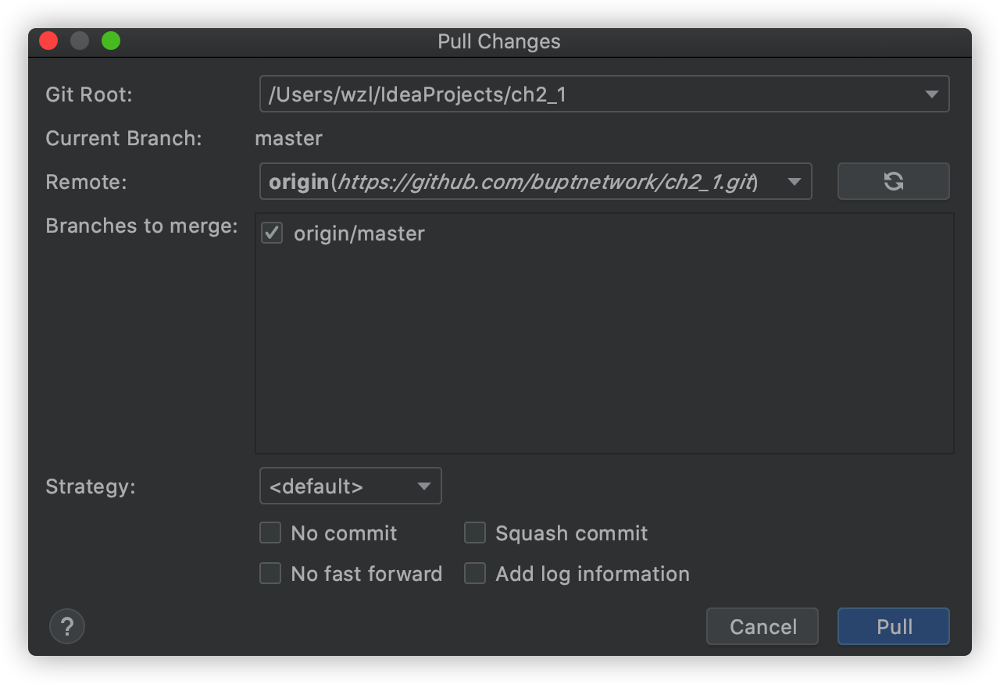 Pull Changes
Git Root: /Users/wzl/IdeaProjects/ch2_1
Current Branch: master
Remote: origin(https://github.com/buptnetwork/ch2_1.git)
Branches to merge: origin/master
Strategy: <default>
No commit Squash commit
No fast forward Add log information
? Cancel Pull